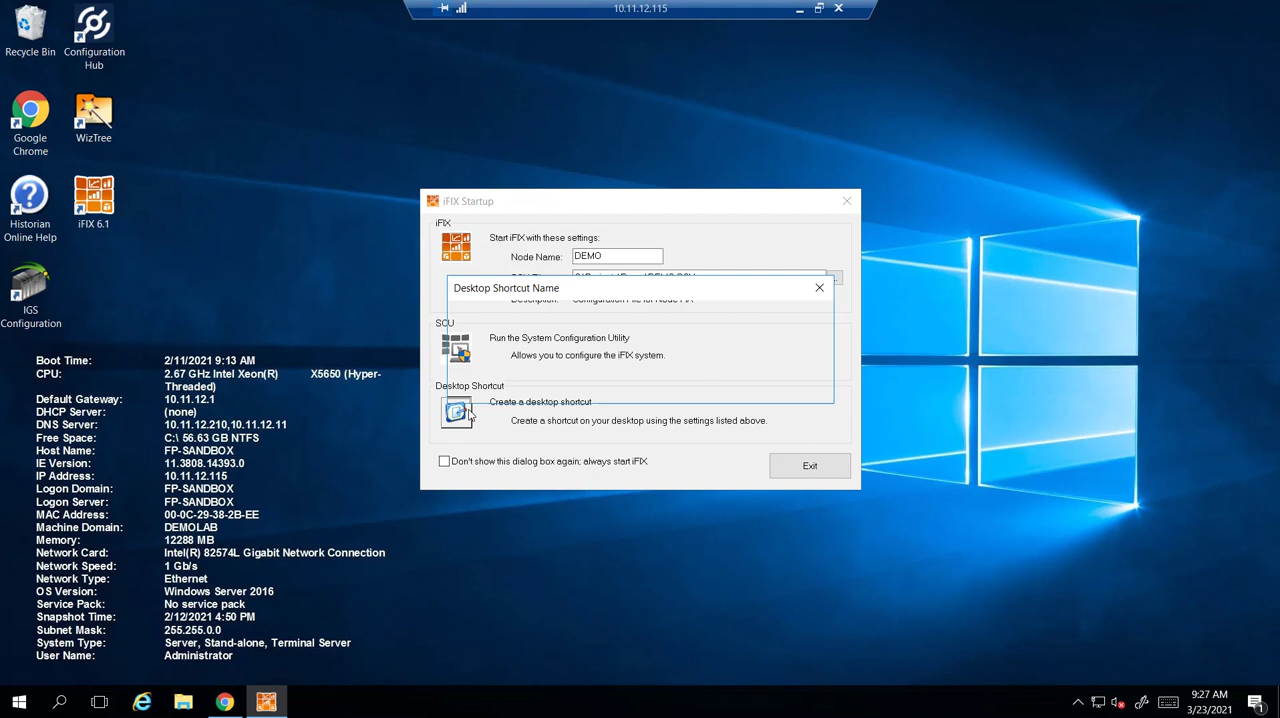 10.11.12.115
Recycle Bin
Configuration
Hub
Google
Chrome
WizTree
Historian
Online Help
iFIX 6.1
IGS
Configuration
Boot Time: 2/11/2021 9:13 AM
CPU: 2.67 GHz Intel Xeon(R) X5650 (Hyper-
Threaded)
Default Gateway: 10.11.12.1
DHCP Server: (none)
DNS Server: 10.11.12.210,10.11.12.11
Free Space: C:\ 56.63 GB NTFS
Host Name: FP-SANDBOX
IE Version: 11.3808.14393.0
IP Address: 10.11.12.115
Logon Domain: FP-SANDBOX
Logon Server: FP-SANDBOX
MAC Address: 00-0C-29-38-2B-EE
Machine Domain: DEMOLAB
Memory: 12288 MB
Network Card: Intel(R) 82574L Gigabit Network Connection
Network Speed: 1 Gb/s
Network Type: Ethernet
OS Version: Windows Server 2016
Service Pack: No service pack
Snapshot Time: 2/12/2021 4:50 PM
Subnet Mask: 255.255.0.0
System Type: Server, Stand-alone, Terminal Server
User Name: Administrator
iFIX Startup
iFIX
Start iFIX with these settings:
Node Name: DEMO
Desktop Shortcut Name
SCU
Run the System Configuration Utility
Allows you to configure the iFIX system.
Desktop Shortcut
Create a desktop shortcut
Create a shortcut on your desktop using the settings listed above.
Don't show this dialog box again; always start iFIX.
Exit
9:27 AM
3/23/2021
1